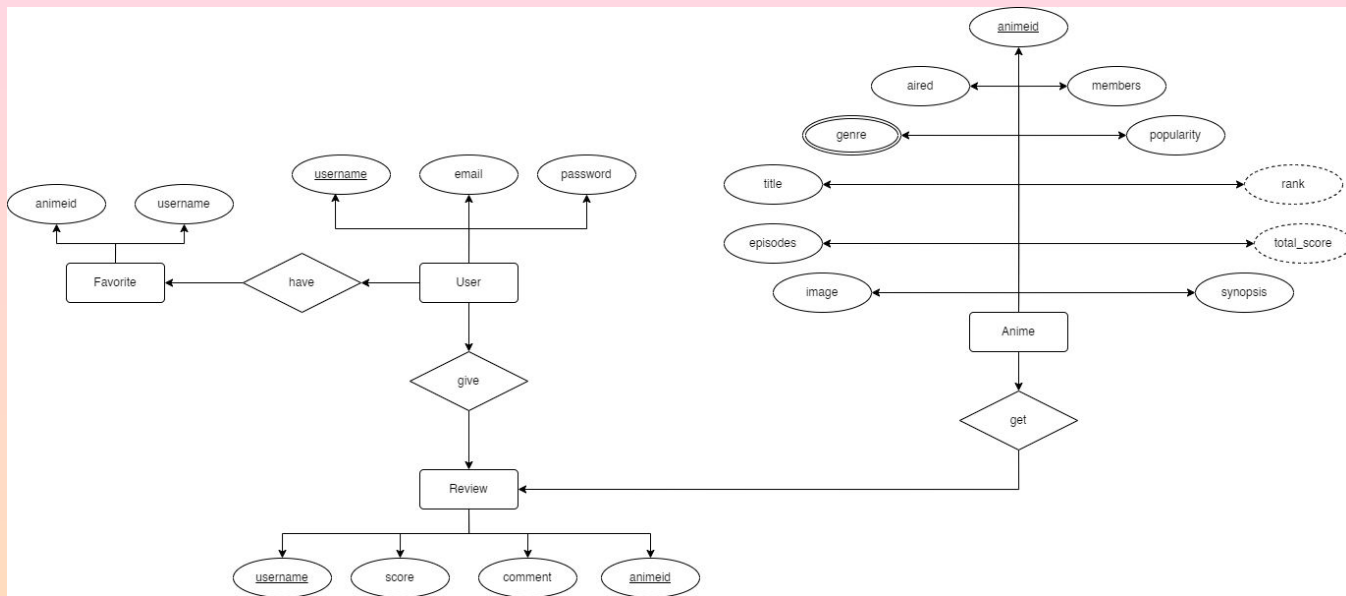 animeid
aired
members
genre
popularity
username
email
password
title
rank
animeid
username
episodes
total_score
Favorite
have
User
image
synopsis
Anime
give
get
Review
username
score
comment
animeid